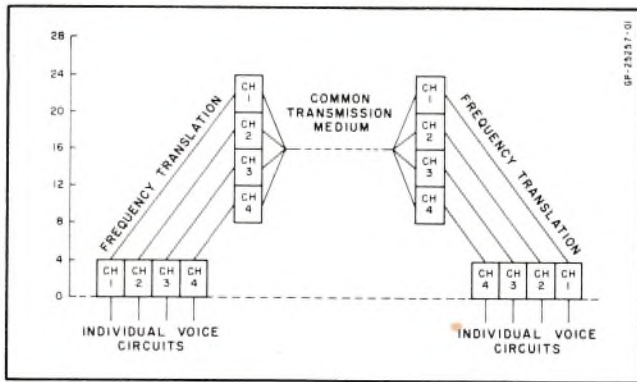 28
24
20
16
12
8
4
0
FREQUENCY TRANSLATION
CH 1
CH 2
CH 3
CH 4
COMMON
TRANSMISSION
MEDIUM
CH 1
CH 2
CH 3
CH 4
FREQUENCY TRANSLATION
GP-25257-01
CH 1
CH 2
CH 3
CH 4
CH 4
CH 3
CH 2
CH 1
INDIVIDUAL VOICE
CIRCUITS
INDIVIDUAL VOICE
CIRCUITS